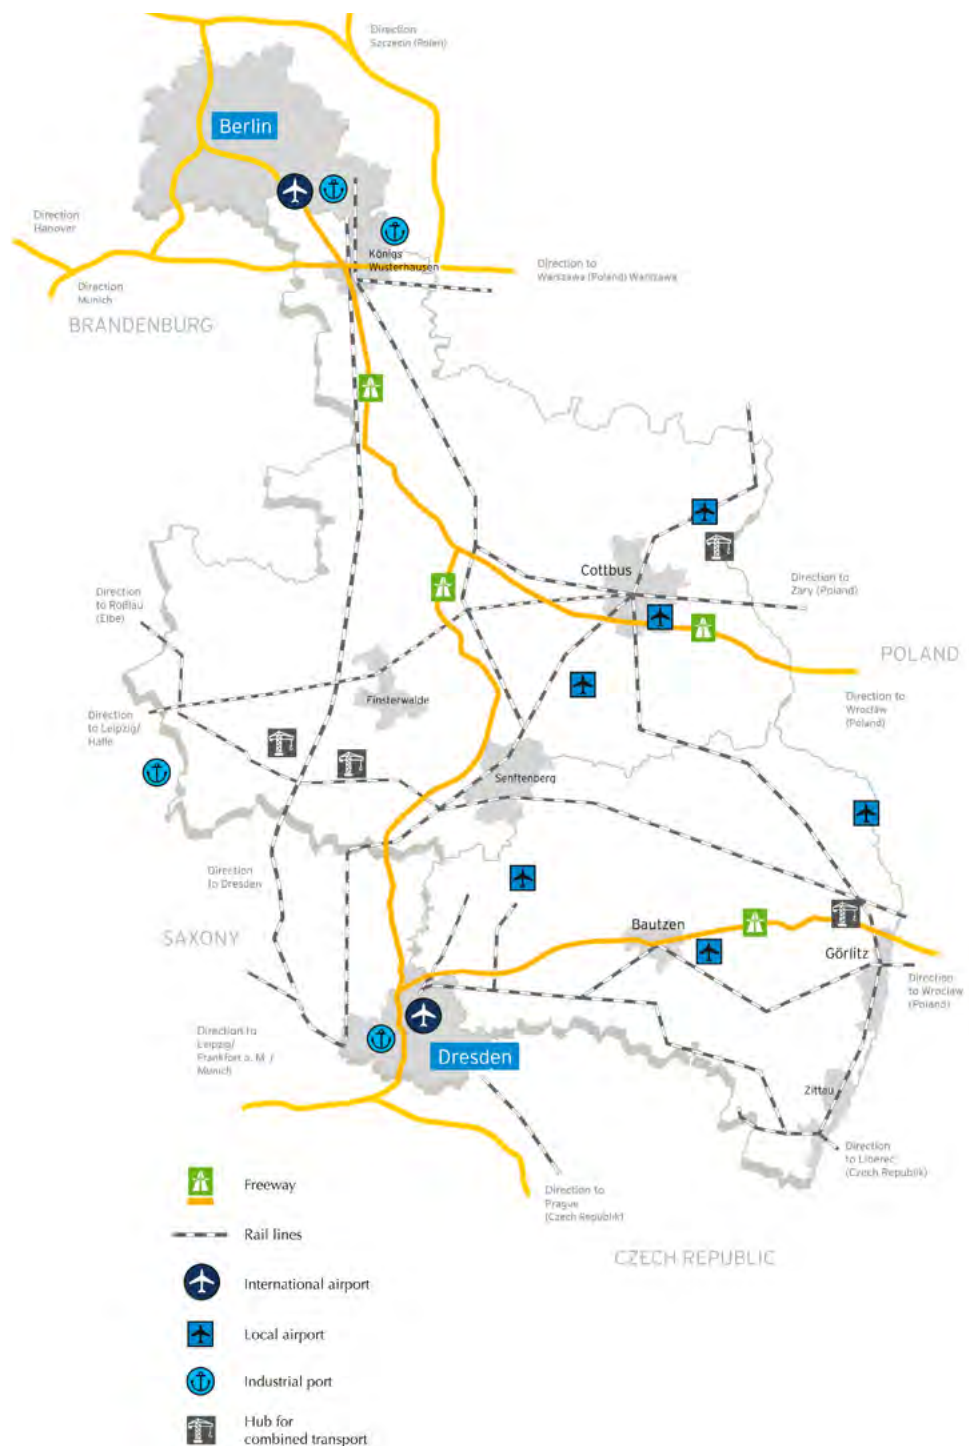 Direction
Szczecin (Polen)
Berlin
Direction
Hanover
Königs
Wusterhausen
Direction to
Warszawa (Poland) Warszawa
Direction
Munich
BRANDENBURG
Cottbus
Direction to
Zary (Poland)
Direction
to Roßlau
(Elbe)
POLAND
Finsterwalde
Direction to
Wroclaw
(Poland)
Direction
to Leipzig/
Halle
Senftenberg
Direction
to Dresden
Bautzen
SAXONY
Görlitz
Direction
to Wroclaw
(Poland)
Direction to
Leipzig/
Frankfort a. M. /
Munich
Dresden
Zittau
Direction
to Liberec
(Czech Republik)
Direction to
Prague
(Czech Republik)
CZECH REPUBLIC
Freeway
Rail lines
International airport
Local airport
Industrial port
Hub for
combined transport